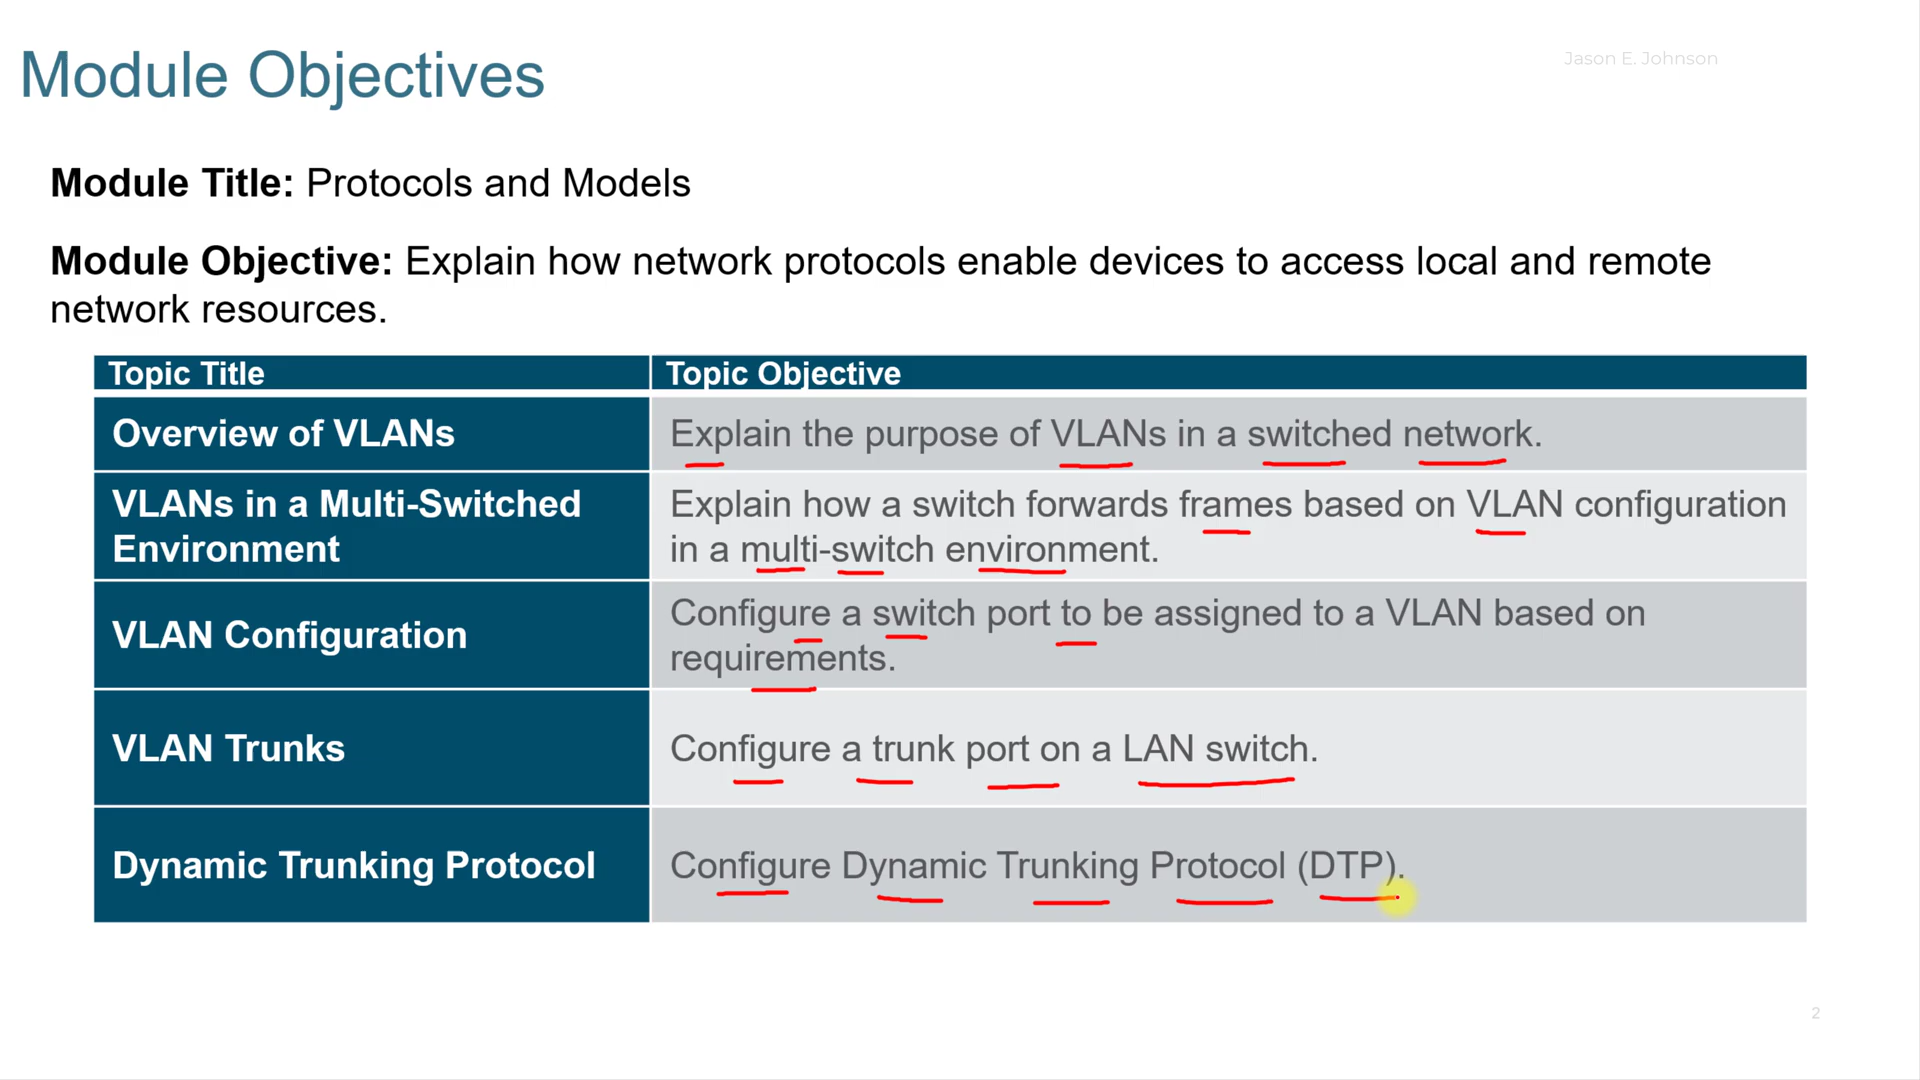 Module Objectives
Jason E. Johnson
Module Title: Protocols and Models
Module Objective: Explain how network protocols enable devices to access local and remote
network resources.
Topic Title
Topic Objective
Overview of VLANs
Explain the purpose of VLANs in a switched network.
VLANs in a Multi-Switched
Environment
Explain how a switch forwards frames based on VLAN configuration
in a multi-switch environment.
VLAN Configuration
Configure a switch port to be assigned to a VLAN based on
requirements.
VLAN Trunks
Configure a trunk port on a LAN switch.
Dynamic Trunking Protocol
Configure Dynamic Trunking Protocol (DTP).
2